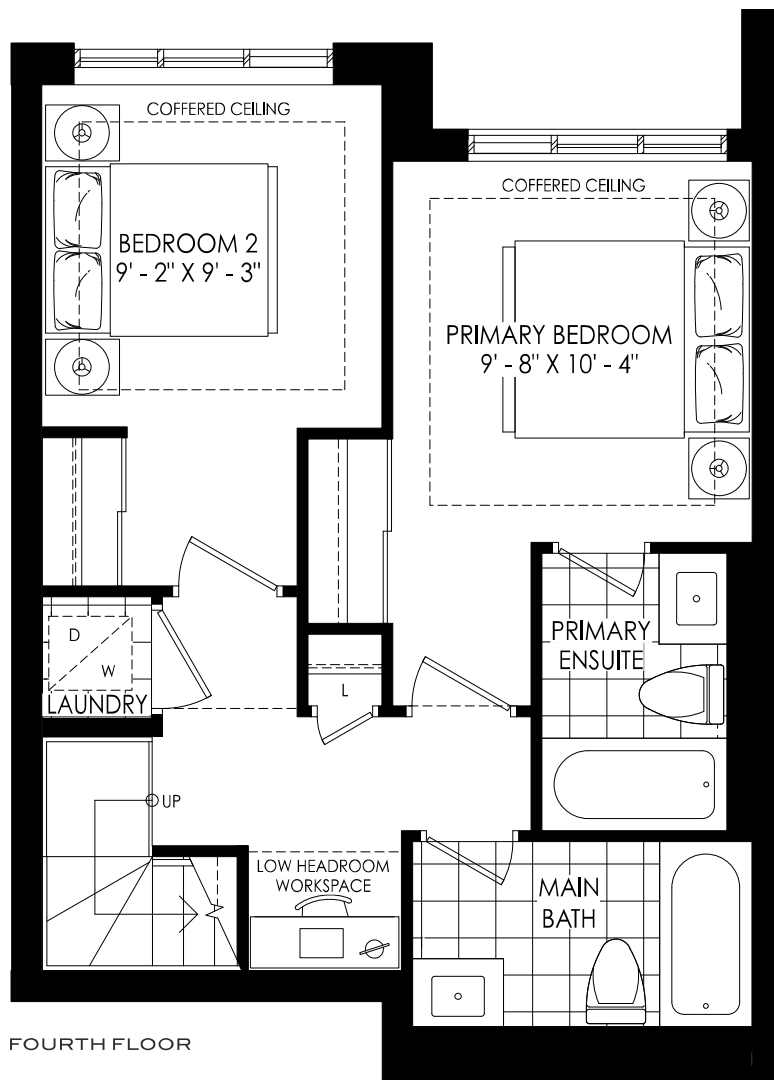 COFFERED CEILING
BEDROOM 2
9' - 2" X 9' - 3"
COFFERED CEILING
PRIMARY BEDROOM
9' - 8" X 10' - 4"
D
W
LAUNDRY
L
PRIMARY
ENSUITE
UP
LOW HEADROOM
WORKSPACE
MAIN
BATH
FOURTH FLOOR